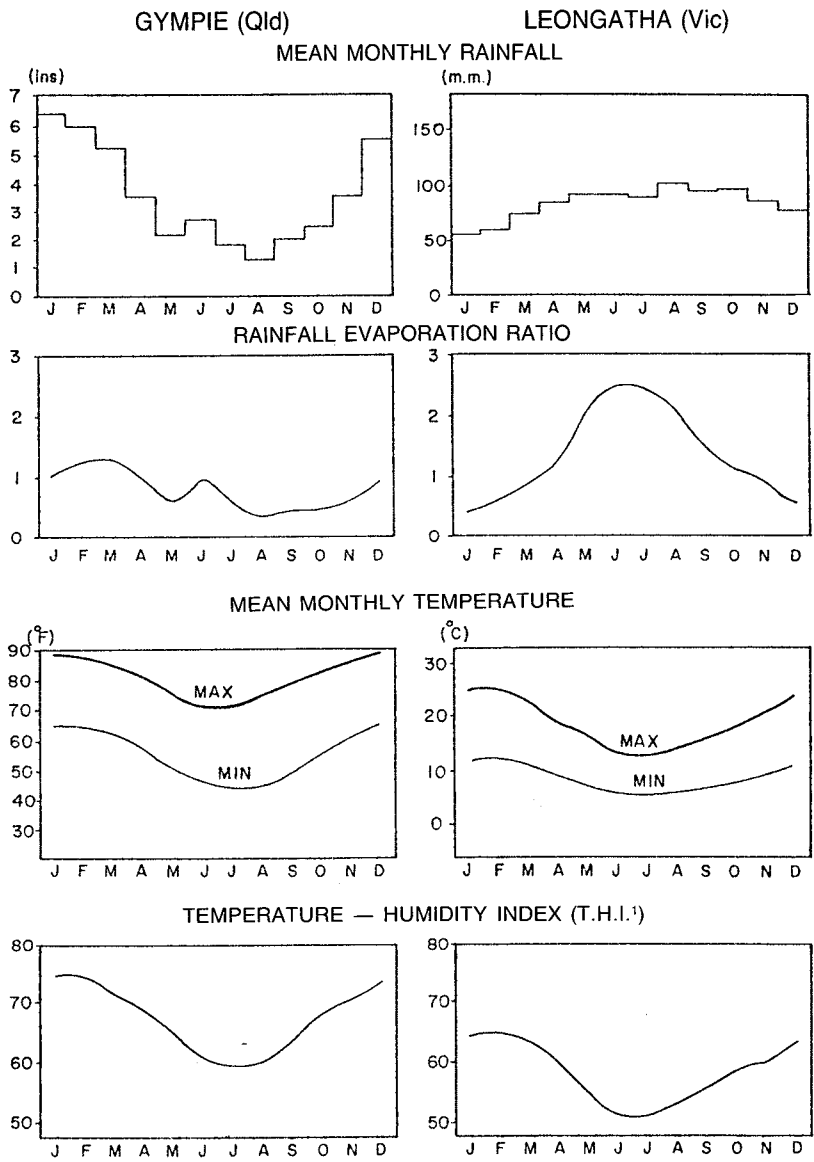 GYMPIE (Qld) LEONGATHA (Vic)
MEAN MONTHLY RAINFALL
(ins) (m.m.)
7
6
5
4
3
2
1
0
J F M A M J J A S O N D
150
100
50
0
J F M A M J J A S O N D
RAINFALL EVAPORATION RATIO
3
2
1
0
J F M A M J J A S O N D
3
2
1
0
J F M A M J J A S O N D
MEAN MONTHLY TEMPERATURE
(°F) (°C)
90
80
70
60
50
40
30
MAX
MIN
J F M A M J J A S O N D
30
20
10
0
MAX
MIN
J F M A M J J A S O N D
TEMPERATURE — HUMIDITY INDEX (T.H.I.¹)
80
70
60
50
J F M A M J J A S O N D
80
70
60
50
J F M A M J J A S O N D